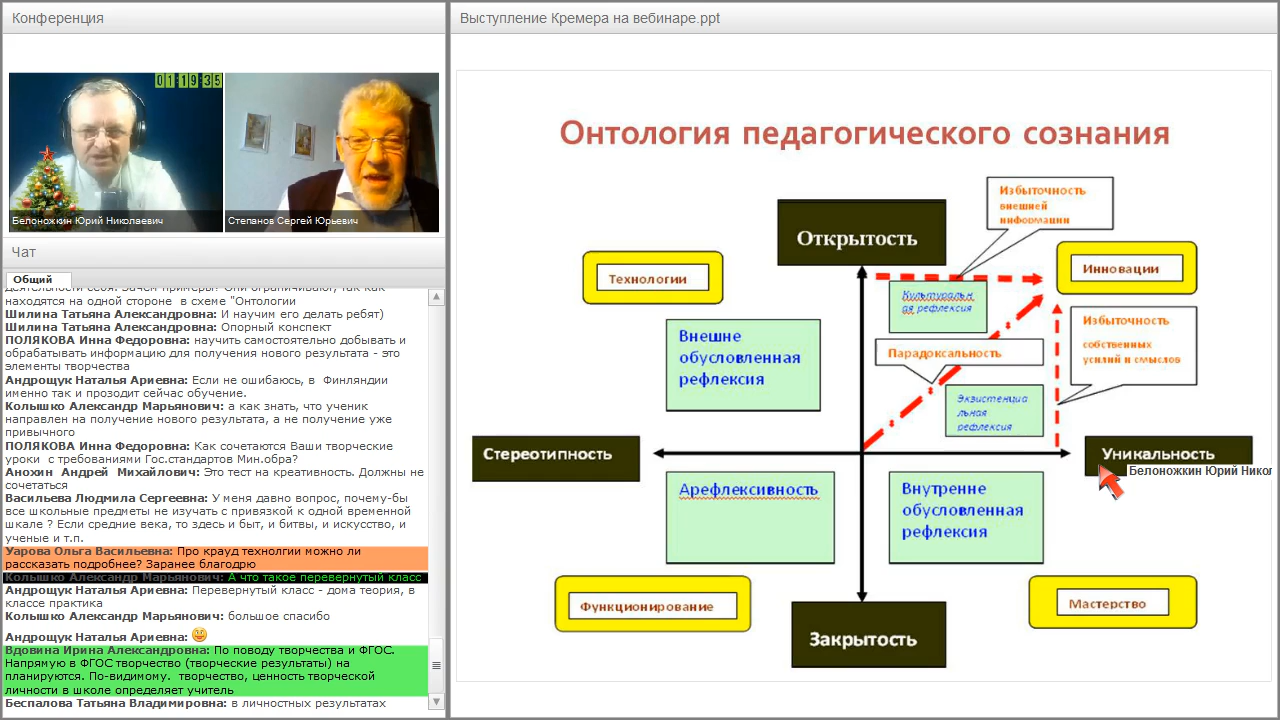 Конференция
01:19:35
Белоножкин Юрий Николаевич
Степанов Сергей Юрьевич
Чат
Общий
находятся на одной стороне в схеме "Онтологии
Шилина Татьяна Александровна: (И научим его делать ребят)
Шилина Татьяна Александровна: Опорный конспект
ПОЛЯКОВА Инна Федоровна: научить самостоятельно добывать и
обрабатывать информацию для получения нового результата - это
элементы творчества
Андрощук Наталья Ариевна: Если не ошибаюсь, в Финландии
именно так и прозодит сейчас обучение.
Колышко Александр Марьянович: а как знать, что ученик
направлен на получение нового результата, а не получение уже
привычного
ПОЛЯКОВА Инна Федоровна: Как сочетаются Ваши творческие
уроки с требованиями Гос.стандартов Мин.обра?
Анохин Андрей Михайлович: Это тест на креативность. Должны не
сочетаться
Васильева Людмила Сергеевна: У меня давно вопрос, почему-бы
все школьные предметы не изучать с привязкой к одной временной
шкале ? Если средние века, то здесь и быт, и битвы, и искусство, и
ученые и т.п.
Уарова Ольга Васильевна: Про крауд технолгии можно ли
рассказать подробнее? Заранее благодрю
Колышко Александр Марьянович: А что такое перевернутый класс
Андрощук Наталья Ариевна: Перевернутый класс - дома теория, в
классе практика
Колышко Александр Марьянович: большое спасибо
Андрощук Наталья Ариевна:
Вдовина Ирина Александровна: По поводу творчества и ФГОС.
Напрямую в ФГОС творчество (творческие результаты) на
планируются. По-видимому. творчество, ценность творческой
личности в школе определяет учитель
Беспалова Татьяна Владимировна: в личностных результатах
Выступление Кремера на вебинаре.ppt
Онтология педагогического сознания
Избыточность
внешней
информации
Открытость
Инновации
Технологии
Культуральн
ая рефлексия
Избыточность
собственных
усилий и смыслов
Внешне
обусловленная
рефлексия
Парадоксальность
Экзистенциа
льная
рефлексия
Стереотипность
Уникальность
Белоножкин Юрий Никол
Арефлексивность
Внутренне
обусловленная
рефлексия
Функционирование
Мастерство
Закрытость